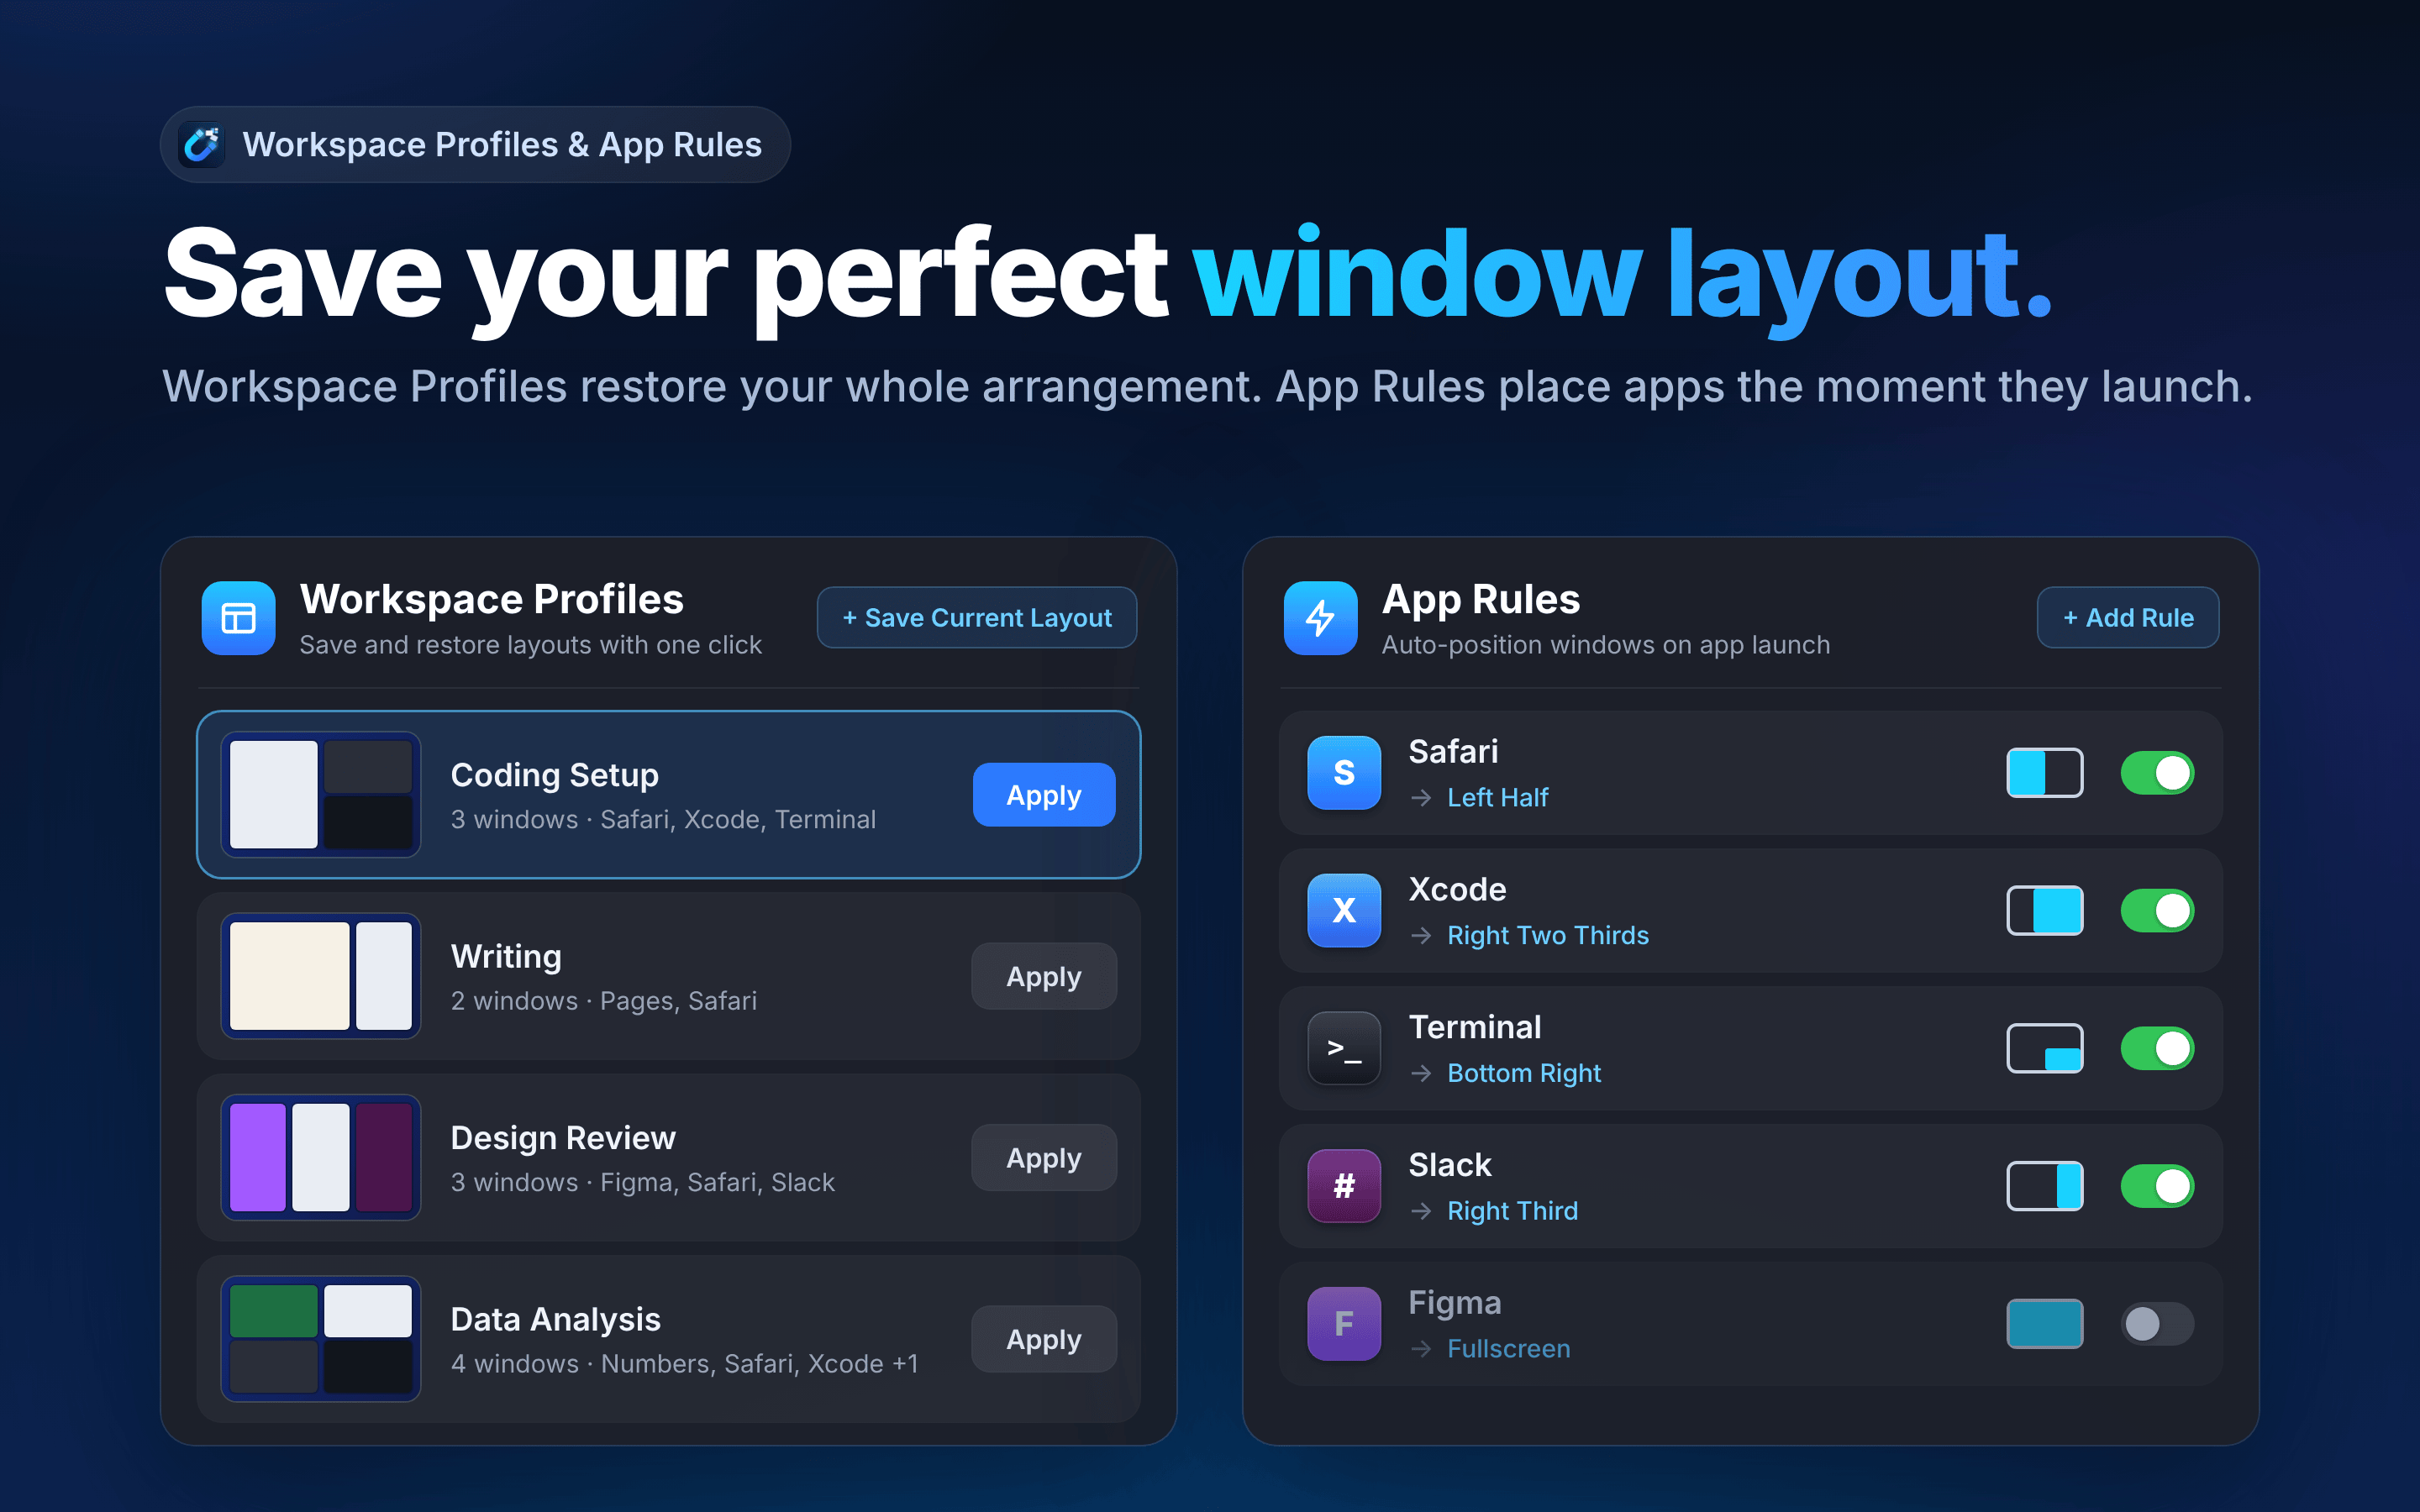 Workspace Profiles & App Rules
Save your perfect window layout.
Workspace Profiles restore your whole arrangement. App Rules place apps the moment they launch.
Workspace Profiles
Save and restore layouts with one click
+ Save Current Layout
Coding Setup
3 windows · Safari, Xcode, Terminal
Apply
Writing
2 windows · Pages, Safari
Apply
Design Review
3 windows · Figma, Safari, Slack
Apply
Data Analysis
4 windows · Numbers, Safari, Xcode +1
Apply
App Rules
Auto-position windows on app launch
+ Add Rule
S
Safari
→ Left Half
X
Xcode
→ Right Two Thirds
>_
Terminal
→ Bottom Right
#
Slack
→ Right Third
F
Figma
→ Fullscreen